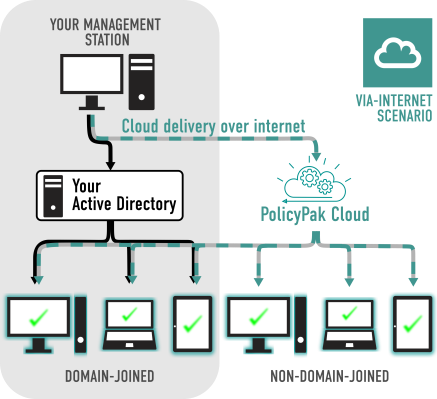 YOUR MANAGEMENT
STATION
VIA-INTERNET
SCENARIO
Cloud delivery over internet
Your
Active Directory
PolicyPak Cloud
DOMAIN-JOINED
NON-DOMAIN-JOINED